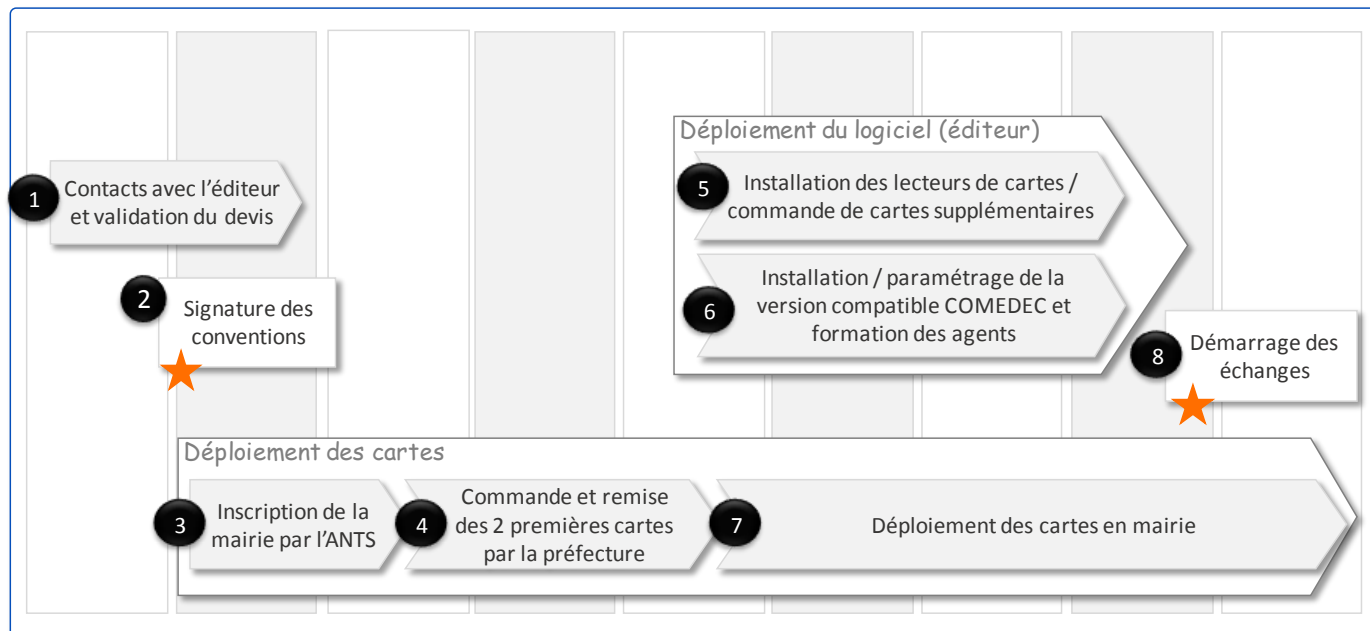 1
Contacts avec l'éditeur
et validation du devis
2
Signature des
conventions
Déploiement du logiciel (éditeur)
5
Installation des lecteurs de cartes /
commande de cartes supplémentaires
6
Installation / paramétrage de la
version compatible COMEDEC et
formation des agents
8
Démarrage des
échanges
Déploiement des cartes
3
Inscription de la
mairie par l'ANTS
4
Commande et remise
des 2 premières cartes
par la préfecture
7
Déploiement des cartes en mairie